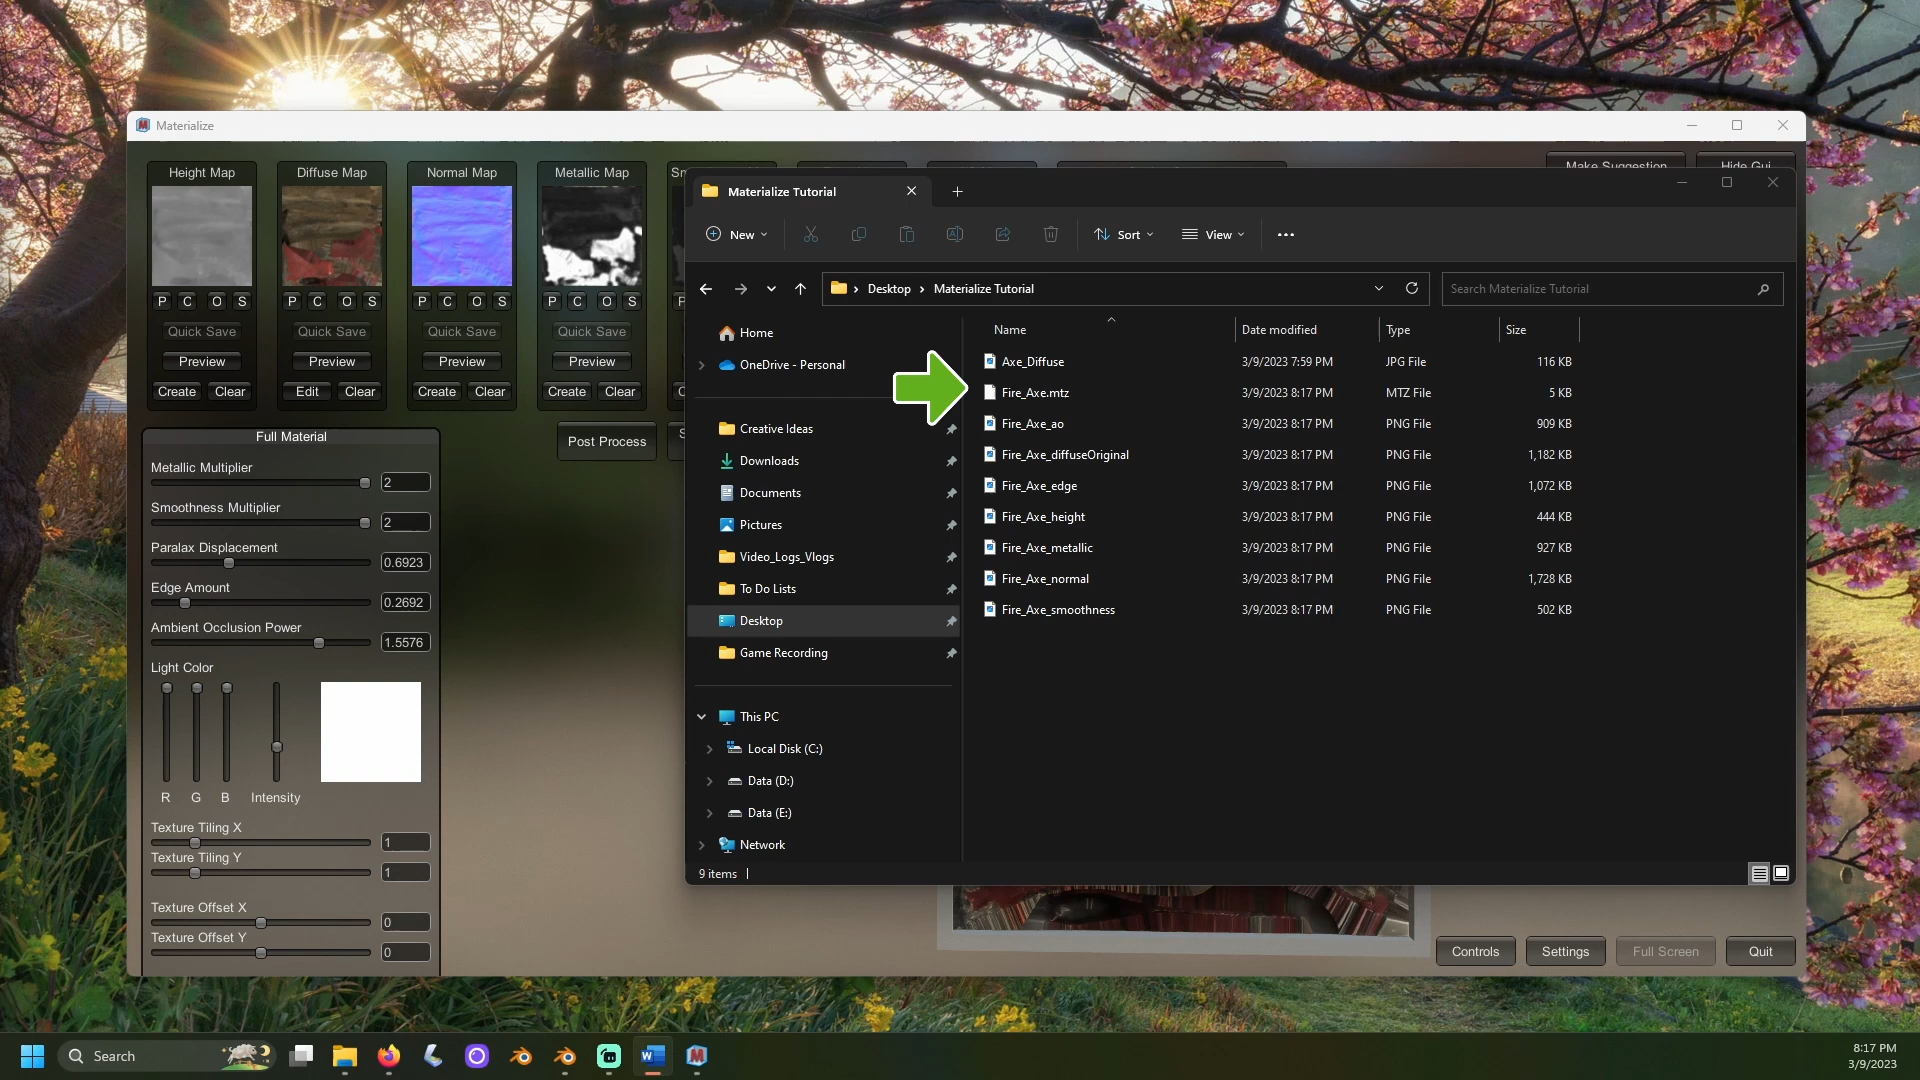 Materialize
Height Map
Diffuse Map
Normal Map
Metallic Map
P C O S
P C O S
P C O S
P C O S
Quick Save
Quick Save
Quick Save
Quick Save
Preview
Preview
Preview
Preview
Create Clear
Edit Clear
Create Clear
Create Clear
Make Suggestion
Hide Gui
Post Process
Full Material
Metallic Multiplier
2
Smoothness Multiplier
2
Paralax Displacement
0.6923
Edge Amount
0.2692
Ambient Occlusion Power
1.5576
Light Color
R G B Intensity
Texture Tiling X
1
Texture Tiling Y
1
Texture Offset X
0
Texture Offset Y
0
Materialize Tutorial
New
Sort
View
Desktop
Materialize Tutorial
Search Materialize Tutorial
Home
OneDrive - Personal
Creative Ideas
Downloads
Documents
Pictures
Video_Logs_Vlogs
To Do Lists
Desktop
Game Recording
This PC
Local Disk (C:)
Data (D:)
Data (E:)
Network
Name Date modified Type Size
Axe_Diffuse 3/9/2023 7:59 PM JPG File 116 KB
Fire_Axe.mtz 3/9/2023 8:17 PM MTZ File 5 KB
Fire_Axe_ao 3/9/2023 8:17 PM PNG File 909 KB
Fire_Axe_diffuseOriginal 3/9/2023 8:17 PM PNG File 1,182 KB
Fire_Axe_edge 3/9/2023 8:17 PM PNG File 1,072 KB
Fire_Axe_height 3/9/2023 8:17 PM PNG File 444 KB
Fire_Axe_metallic 3/9/2023 8:17 PM PNG File 927 KB
Fire_Axe_normal 3/9/2023 8:17 PM PNG File 1,728 KB
Fire_Axe_smoothness 3/9/2023 8:17 PM PNG File 502 KB
9 items
Controls
Settings
Full Screen
Quit
Search
8:17 PM
3/9/2023